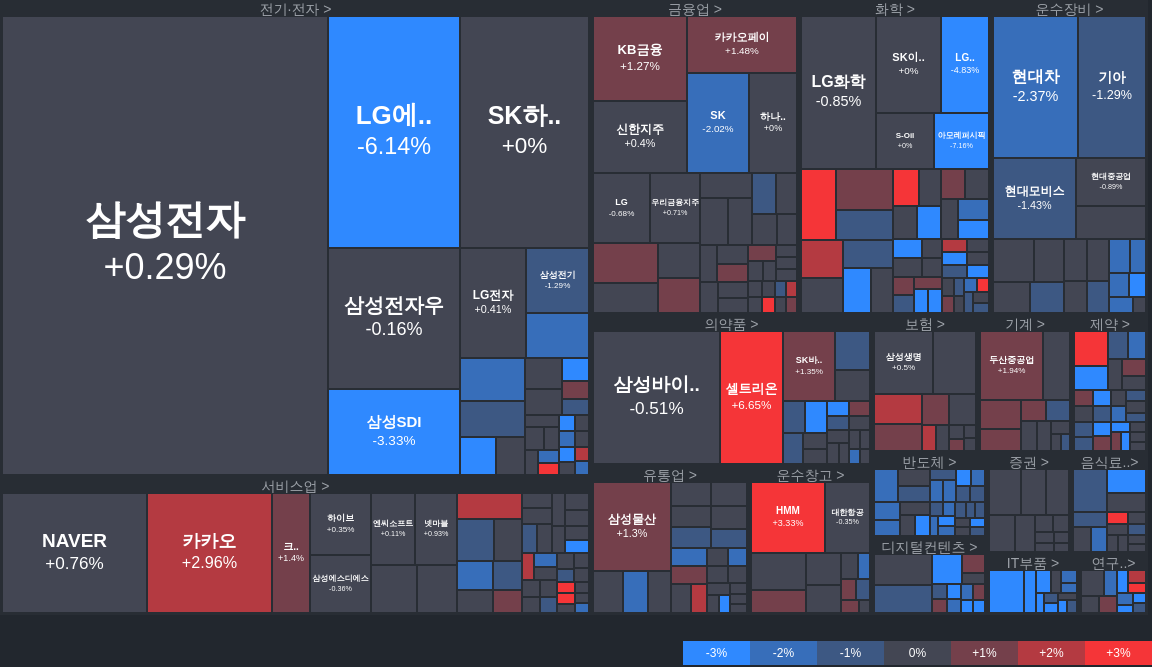 전기·전자 >
삼성전자
+0.29%
LG에..
-6.14%
SK하..
+0%
삼성전자우
-0.16%
LG전자
+0.41%
삼성전기
-1.29%
삼성SDI
-3.33%
금융업 >
KB금융
+1.27%
카카오페이
+1.48%
신한지주
+0.4%
SK
-2.02%
하나..
+0%
LG
-0.68%
우리금융지주
+0.71%
화학 >
LG화학
-0.85%
SK이..
+0%
LG..
-4.83%
S-Oil
+0%
아모레퍼시픽
-7.16%
운수장비 >
현대차
-2.37%
기아
-1.29%
현대모비스
-1.43%
현대중공업
-0.89%
의약품 >
삼성바이..
-0.51%
셀트리온
+6.65%
SK바..
+1.35%
보험 >
삼성생명
+0.5%
기계 >
두산중공업
+1.94%
제약 >
서비스업 >
NAVER
+0.76%
카카오
+2.96%
크..
+1.4%
하이브
+0.35%
엔씨소프트
+0.11%
넷마블
+0.93%
삼성에스디에스
-0.36%
유통업 >
삼성물산
+1.3%
운수창고 >
HMM
+3.33%
대한항공
-0.35%
반도체 >
증권 >
음식료..>
디지털컨텐츠 >
IT부품 >
연구..>
-3%
-2%
-1%
0%
+1%
+2%
+3%